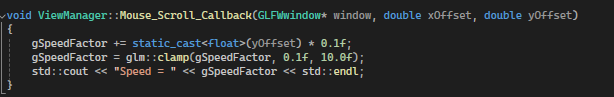 void ViewManager::Mouse_Scroll_Callback(GLFWwindow* window, double xOffset, double yOffset)
{
    gSpeedFactor += static_cast<float>(yOffset) * 0.1f;
    gSpeedFactor = glm::clamp(gSpeedFactor, 0.1f, 10.0f);
    std::cout << "Speed = " << gSpeedFactor << std::endl;
}